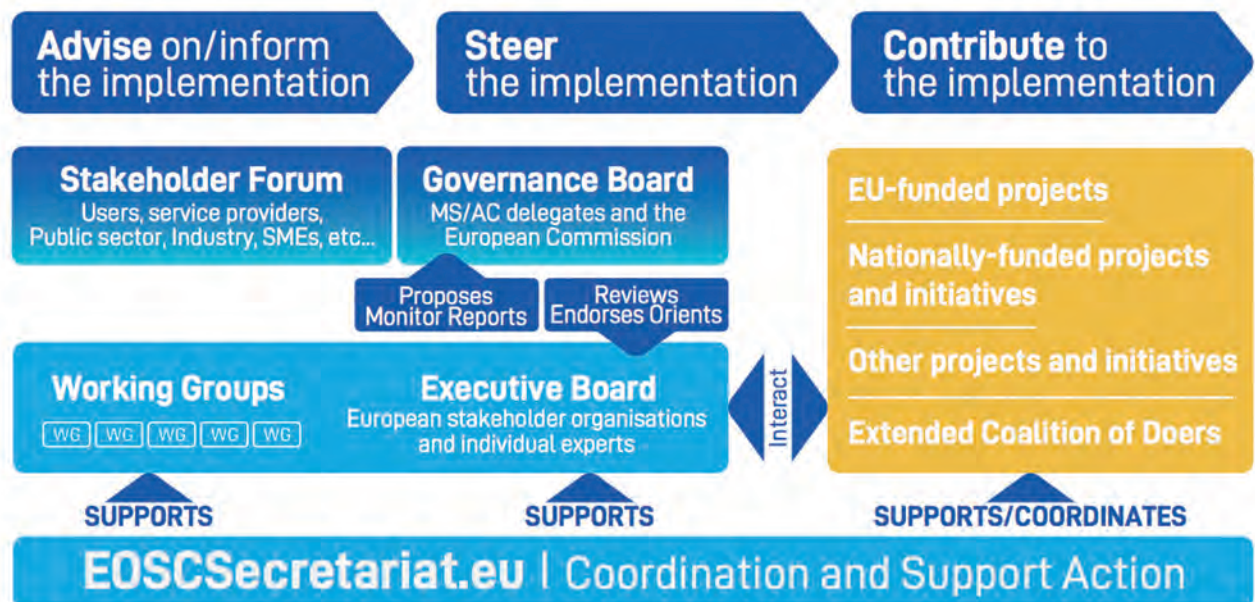 Advise on/inform
the implementation
Steer
the implementation
Contribute to
the implementation
Stakeholder Forum
Users, service providers,
Public sector, Industry, SMEs, etc...
Governance Board
MS/AC delegates and the
European Commission
Proposes
Monitor Reports
Reviews
Endorses Orients
Working Groups
WG WG WG WG WG
Executive Board
European stakeholder organisations
and individual experts
Interact
EU-funded projects
Nationally-funded projects
and initiatives
Other projects and initiatives
Extended Coalition of Doers
SUPPORTS
SUPPORTS
SUPPORTS/COORDINATES
EOSCSecretariat.eu | Coordination and Support Action